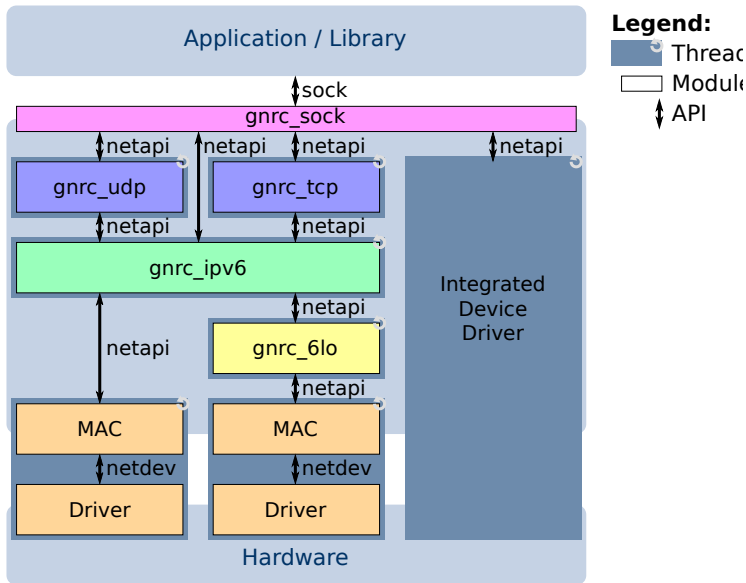 Application / Library
Legend:
Thread
Module
API
sock
gnrc_sock
netapi netapi netapi netapi
gnrc_udp gnrc_tcp
netapi netapi
gnrc_ipv6
Integrated
Device
Driver
netapi
netapi
gnrc_6lo
netapi
MAC MAC
netdev netdev
Driver Driver
Hardware